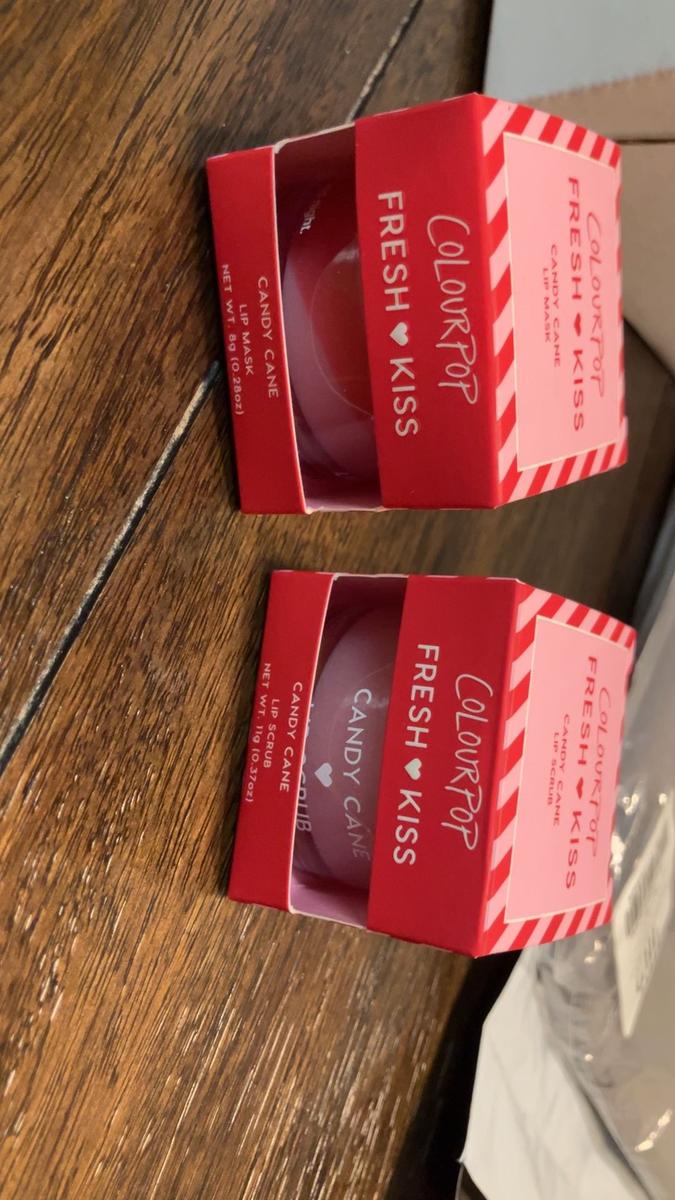 COLOURPOP
FRESH ♥ KISS
CANDY CANE
LIP MASK
COLOURPOP
FRESH ♥ KISS
CANDY CANE
LIP MASK
NET WT. 8g (0.28oz)
COLOURPOP
FRESH ♥ KISS
CANDY CANE
LIP SCRUB
COLOURPOP
FRESH ♥ KISS
CANDY CANE
♥
CANDY CANE
LIP SCRUB
NET WT. 11g (0.37oz)